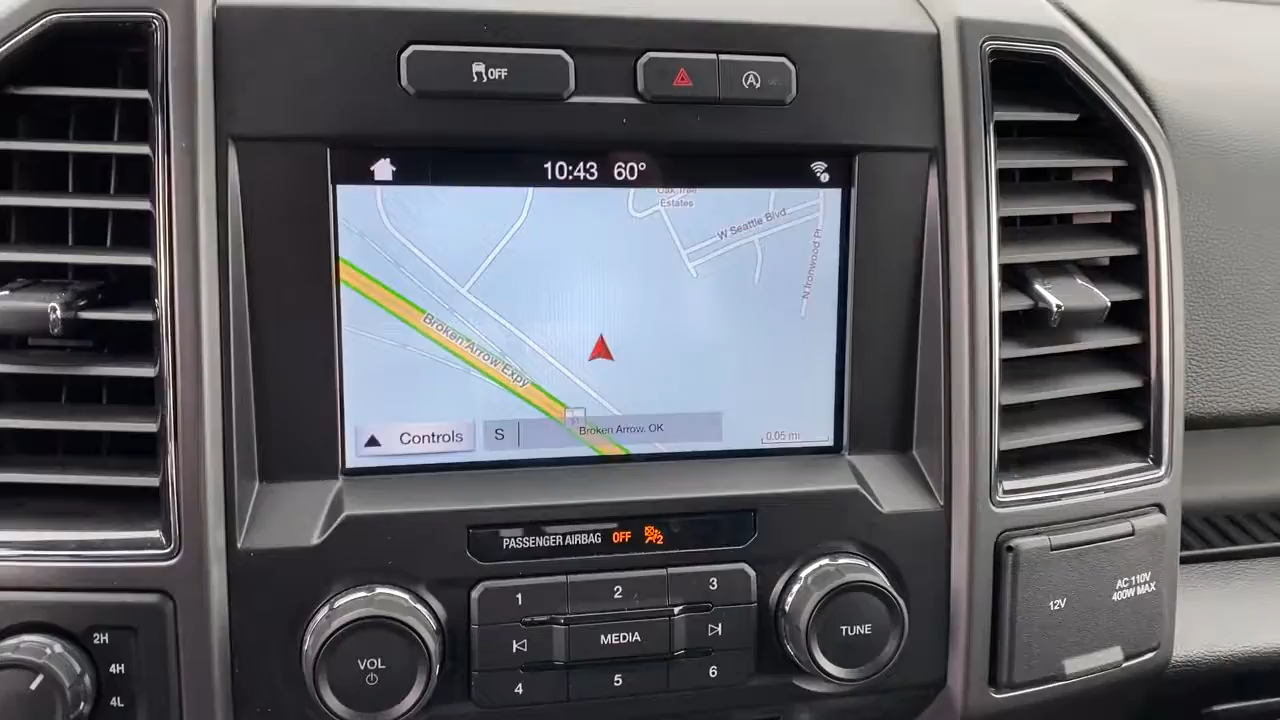 OFF
A
10:43 60°
Oak Tree
Estates
W Seattle Blvd
N Ironwood Pl
Broken Arrow Expy
Controls
S
Broken Arrow, OK
0.05 mi
PASSENGER AIRBAG OFF 2
1 2 3
MEDIA
4 5 6
VOL
TUNE
2H
4H
4L
12V
AC 110V
400W MAX